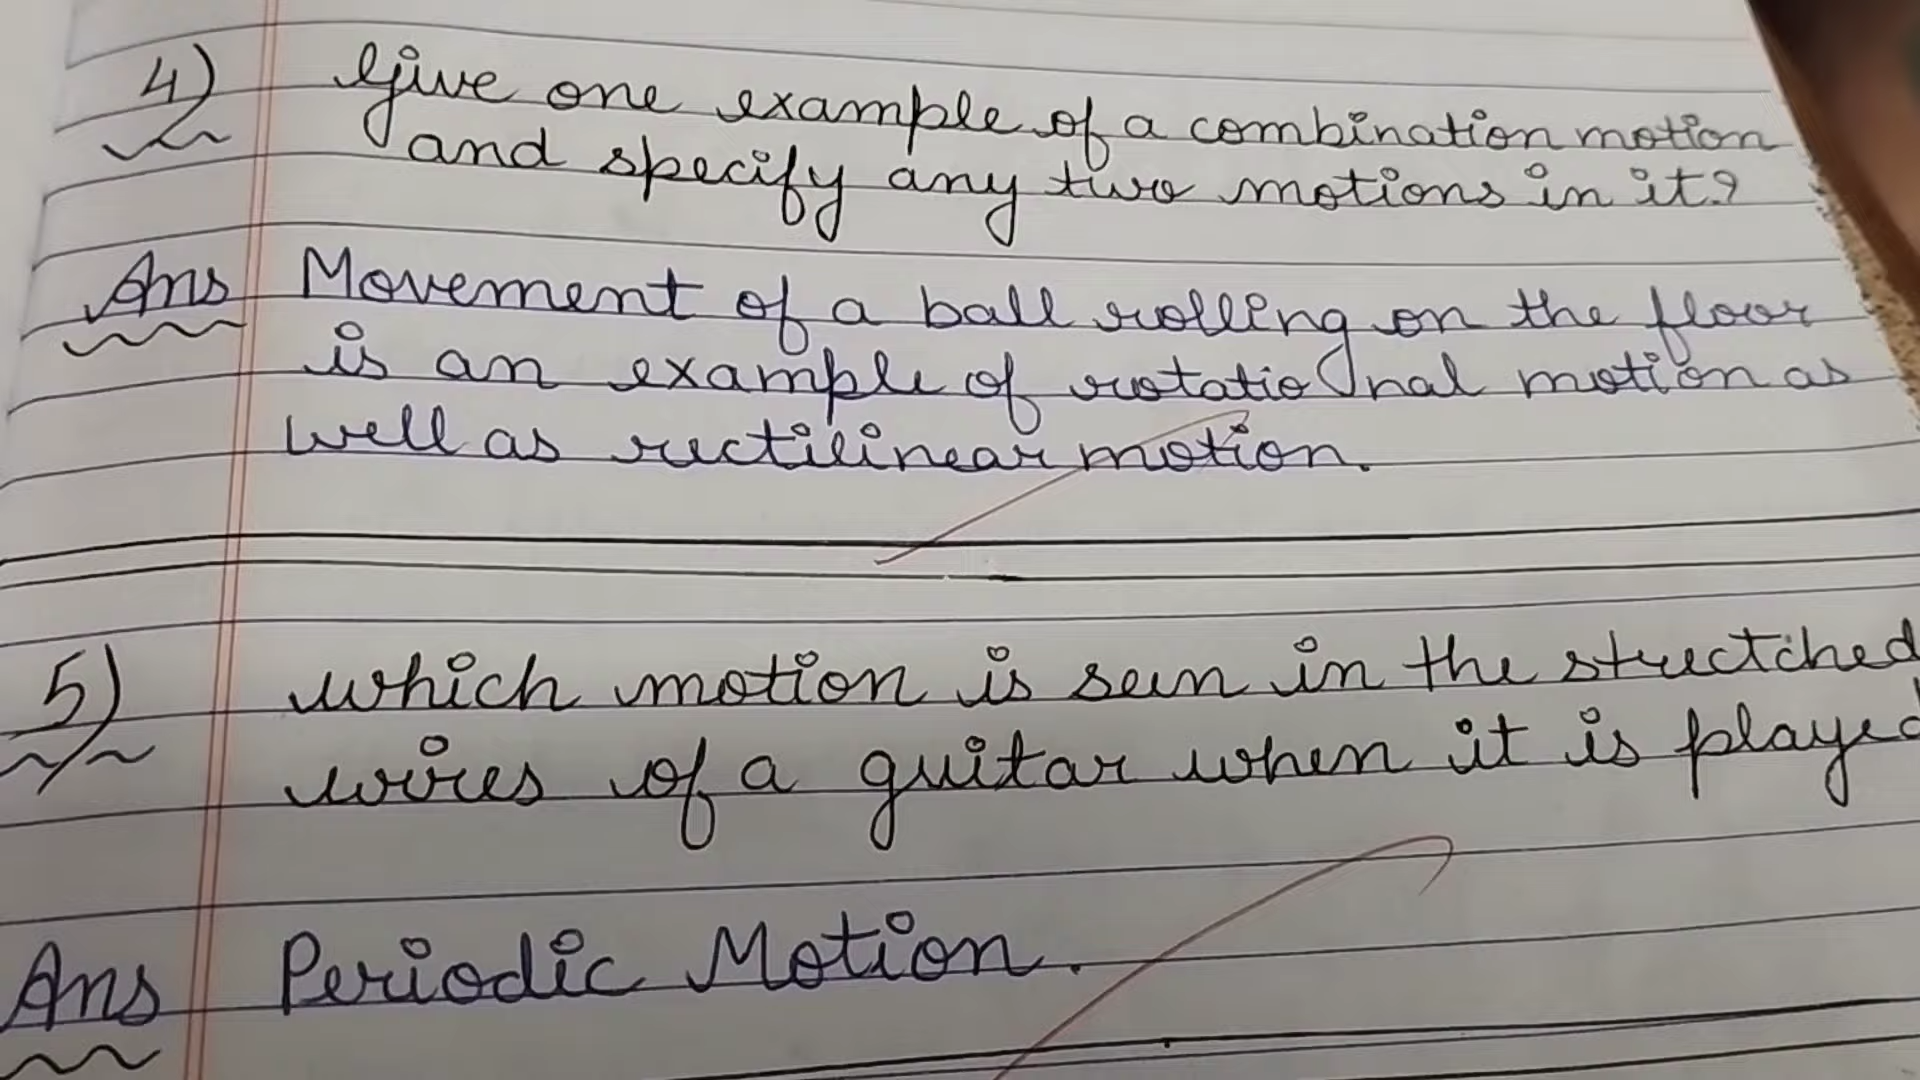 4) Give one example of a combination motion
and specify any two motions in it?
Ans Movement of a ball rolling on the floor
is an example of rotational motion as
well as rectilinear motion.
5) which motion is seen in the strectched
wires of a guitar when it is played
Ans Periodic Motion.